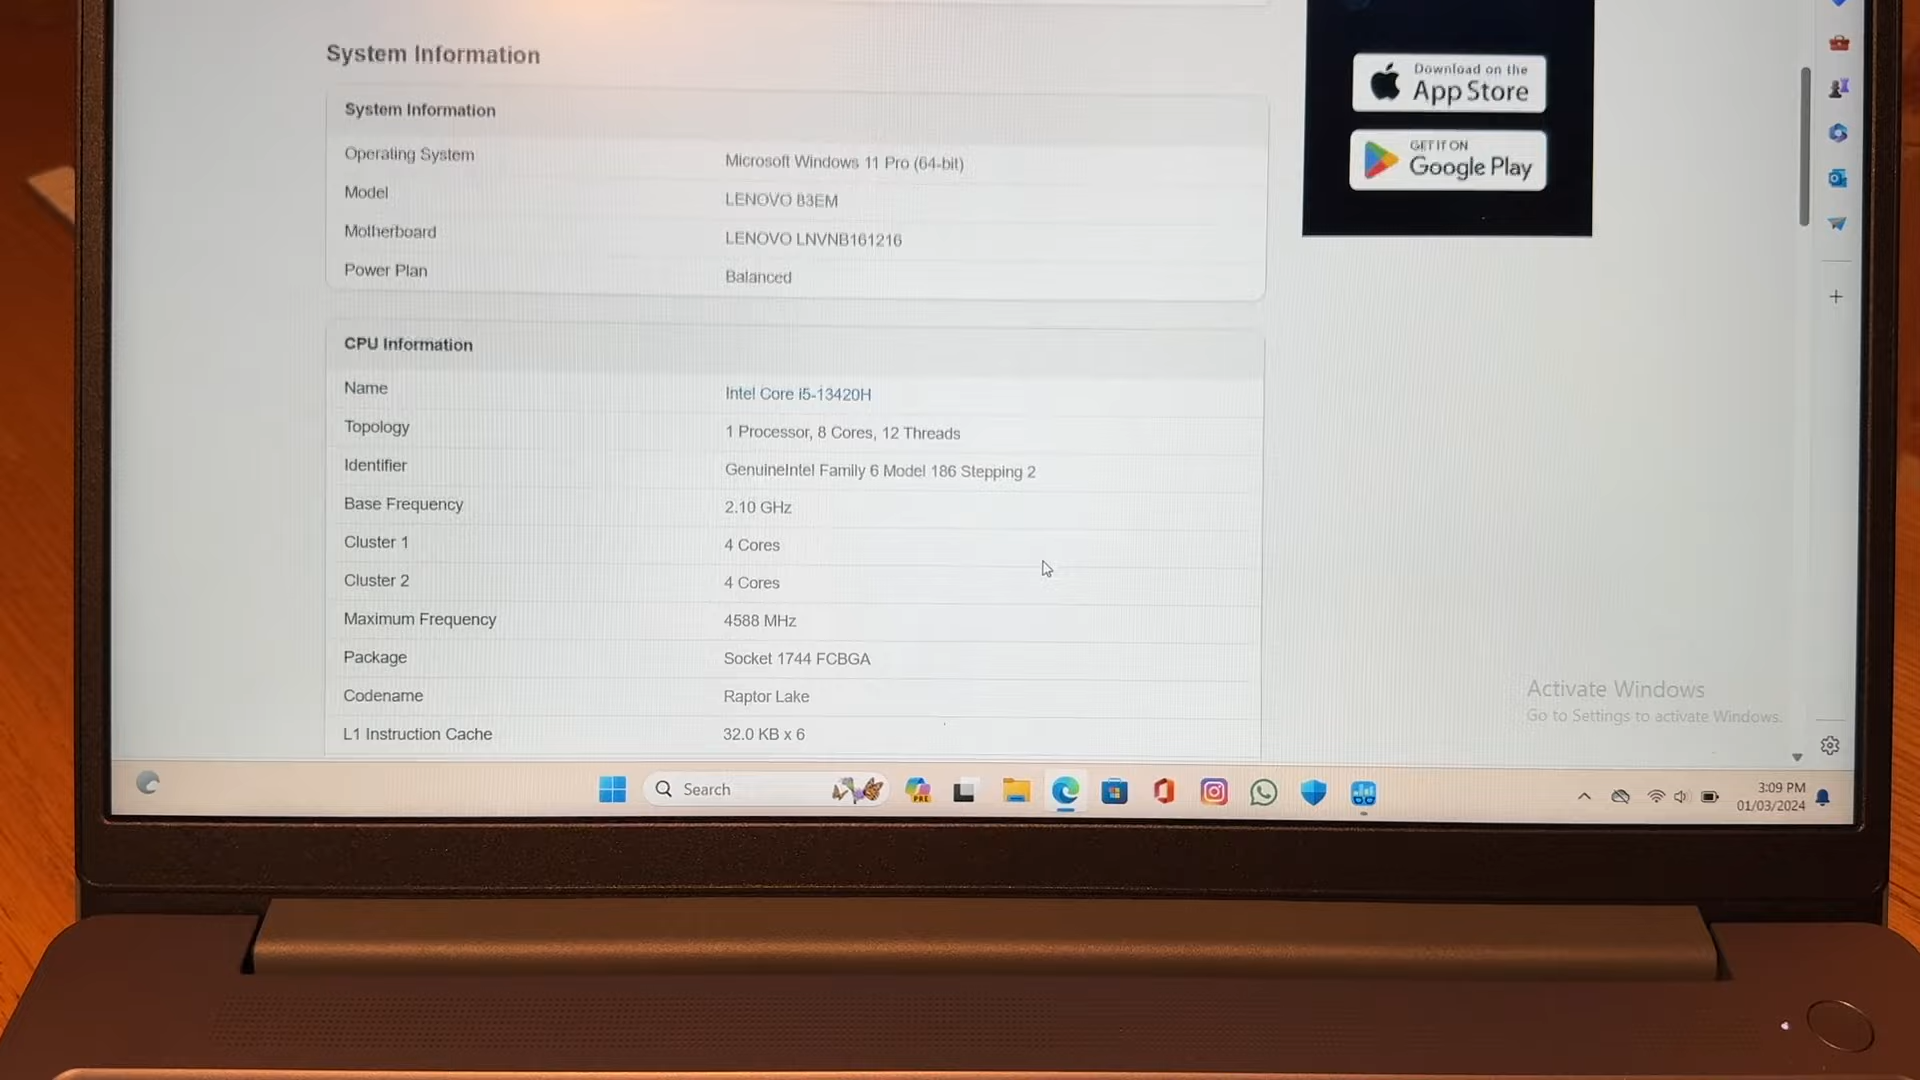 System Information
System Information
Operating System
Microsoft Windows 11 Pro (64-bit)
Model
LENOVO 83EM
Motherboard
LENOVO LNVNB161216
Power Plan
Balanced
CPU Information
Name
Intel Core i5-13420H
Topology
1 Processor, 8 Cores, 12 Threads
Identifier
GenuineIntel Family 6 Model 186 Stepping 2
Base Frequency
2.10 GHz
Cluster 1
4 Cores
Cluster 2
4 Cores
Maximum Frequency
4588 MHz
Package
Socket 1744 FCBGA
Codename
Raptor Lake
L1 Instruction Cache
32.0 KB x 6
Download on the
App Store
GET IT ON
Google Play
Activate Windows
Go to Settings to activate Windows.
Search
PRE
3:09 PM
01/03/2024